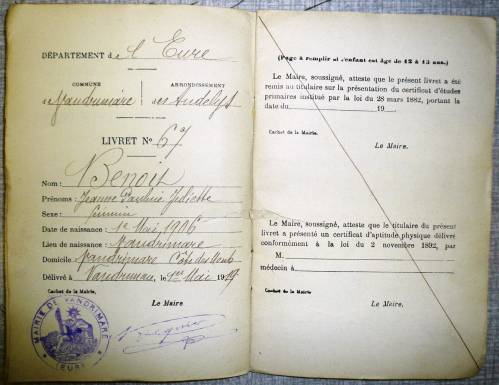 DÉPARTEMENT de l'Eure
COMMUNE
ARRONDISSEMENT
de Vandrimare
des Andelys
LIVRET No 67
Nom: Benoit
Prénoms: Jeanne Pauline Juliette
Sexe: féminin
Date de naissance: 1er Mai 1906
Lieu de naissance: Vandrimare
Domicile: Vandrimare Côte des
Délivré à Vandrimare, le 1er Mai 1919
Cachet de la Mairie.
Le Maire
MAIRIE DE VANDRIMARE
(EURE)
(Page à remplir si l'enfant est âgé de 12 à 13 ans.)
Le Maire, soussigné, atteste que le présent livret a été
remis au titulaire sur la présentation du certificat d'études
primaires institué par la loi du 28 mars 1882, portant la
date du 19
Cachet de la Mairie.
Le Maire.
Le Maire, soussigné, atteste que le titulaire du présent
livret a présenté un certificat d'aptitude physique délivré
conformément à la loi du 2 novembre 1892, par
M.
médecin à
Cachet de la Mairie.
Le Maire.